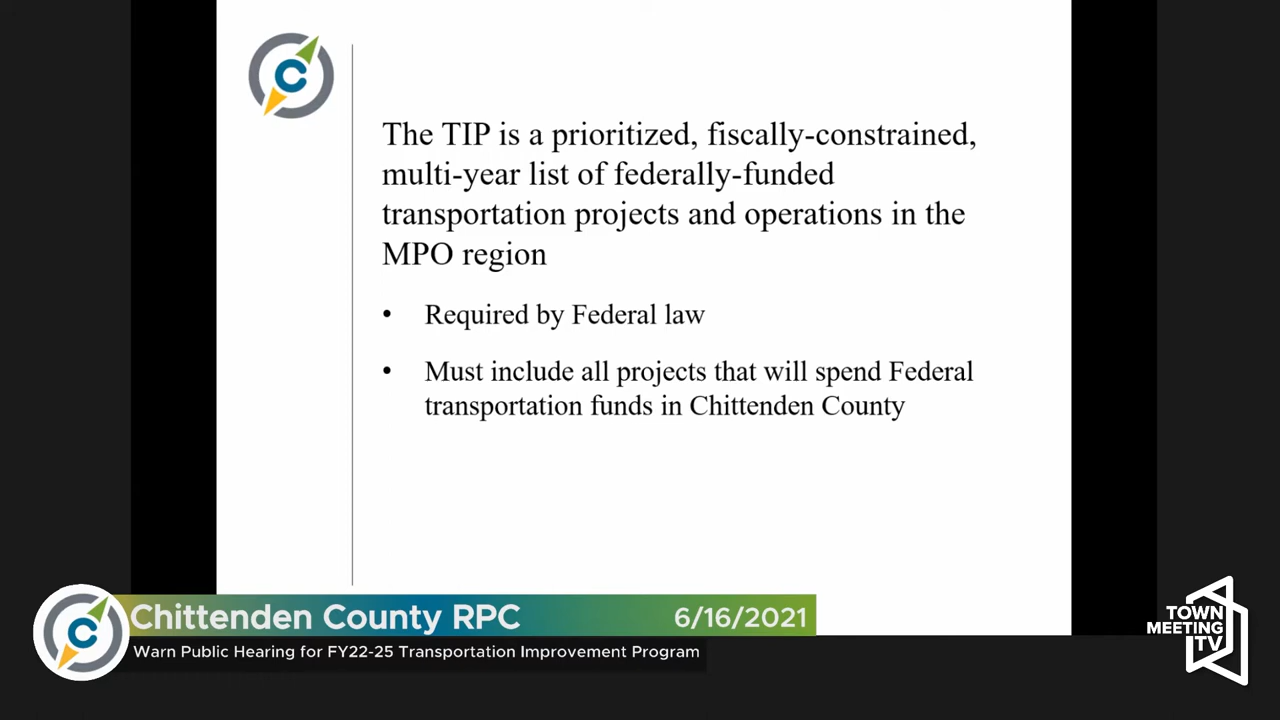 C
The TIP is a prioritized, fiscally-constrained,
multi-year list of federally-funded
transportation projects and operations in the
MPO region
• Required by Federal law
• Must include all projects that will spend Federal
transportation funds in Chittenden County
C
Chittenden County RPC 6/16/2021
Warn Public Hearing for FY22-25 Transportation Improvement Program
TOWN
MEETING
TV